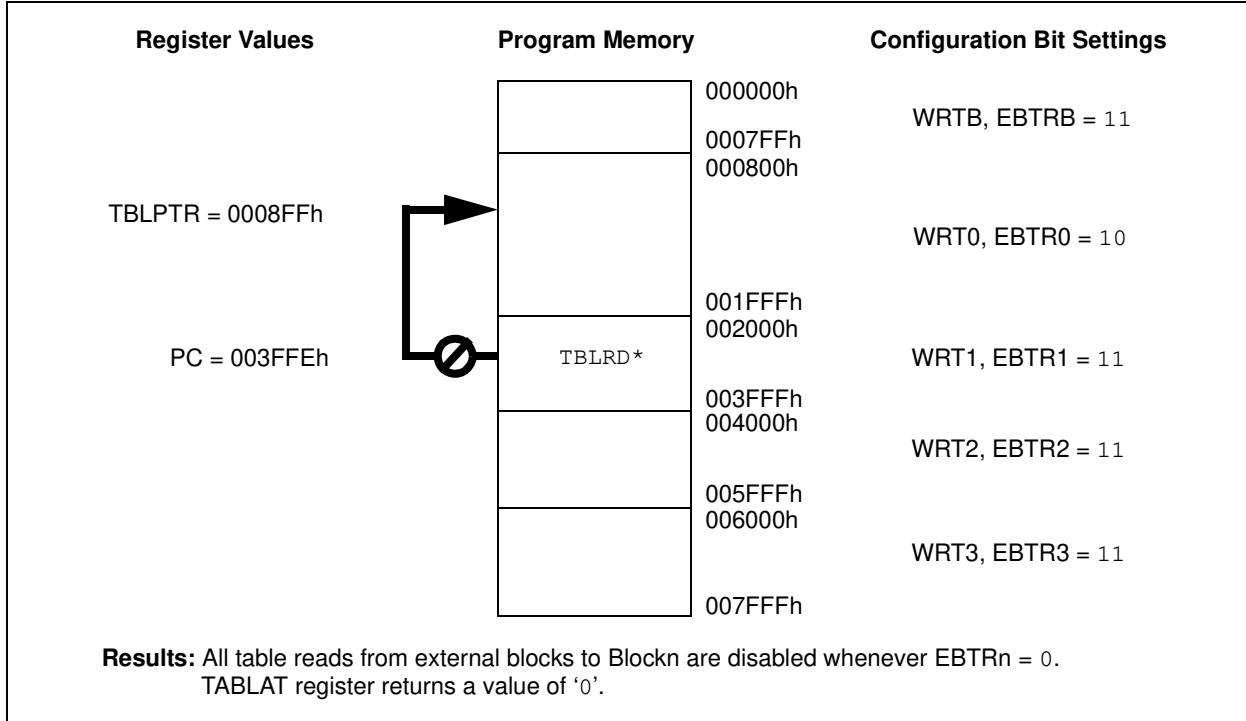 Register Values Program Memory Configuration Bit Settings
000000h
WRTB, EBTRB = 11
0007FFh
000800h
TBLPTR = 0008FFh
WRT0, EBTR0 = 10
001FFFh
002000h
PC = 003FFEh TBLRD* WRT1, EBTR1 = 11
003FFFh
004000h
WRT2, EBTR2 = 11
005FFFh
006000h
WRT3, EBTR3 = 11
007FFFh
Results: All table reads from external blocks to Blockn are disabled whenever EBTRn = 0.
TABLAT register returns a value of ‘0’.